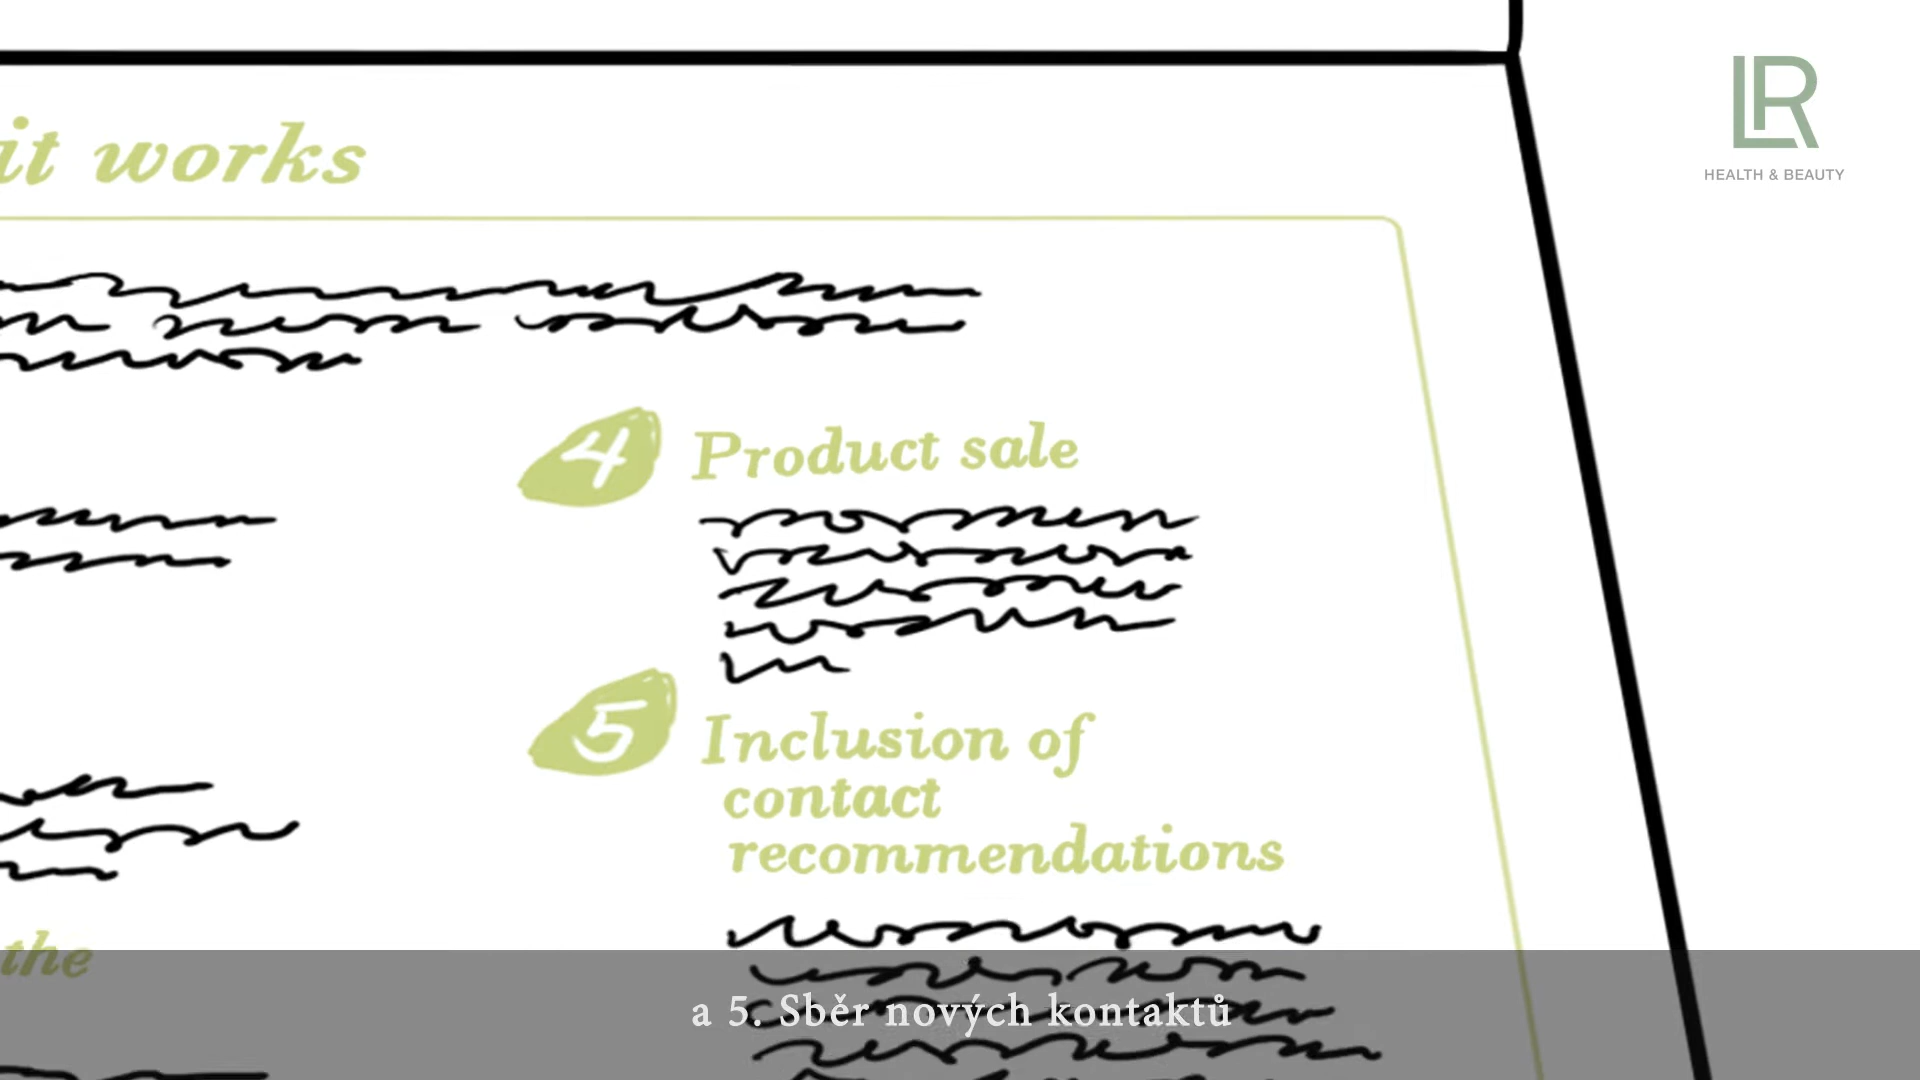 it works
LR
HEALTH & BEAUTY
4 Product sale
5 Inclusion of
contact
recommendations
the
a 5. Sběr nových kontaktů